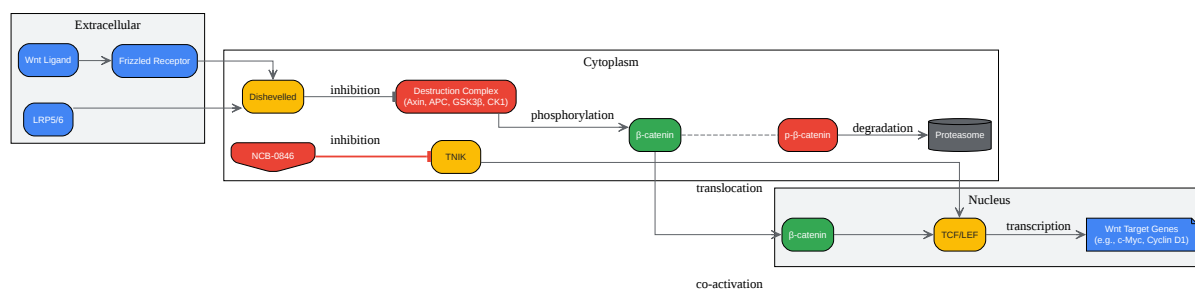 Extracellular
Wnt Ligand
Frizzled Receptor
LRP5/6
Cytoplasm
Dishevelled
inhibition
Destruction Complex
(Axin, APC, GSK3β, CK1)
phosphorylation
β-catenin
p-β-catenin
degradation
Proteasome
NCB-0846
inhibition
TNIK
translocation
Nucleus
β-catenin
TCF/LEF
transcription
Wnt Target Genes
(e.g., c-Myc, Cyclin D1)
co-activation